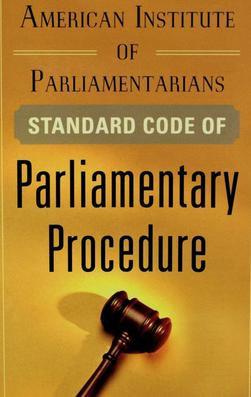 AMERICAN INSTITUTE
OF
PARLIAMENTARIANS
STANDARD CODE OF
Parliamentary
Procedure